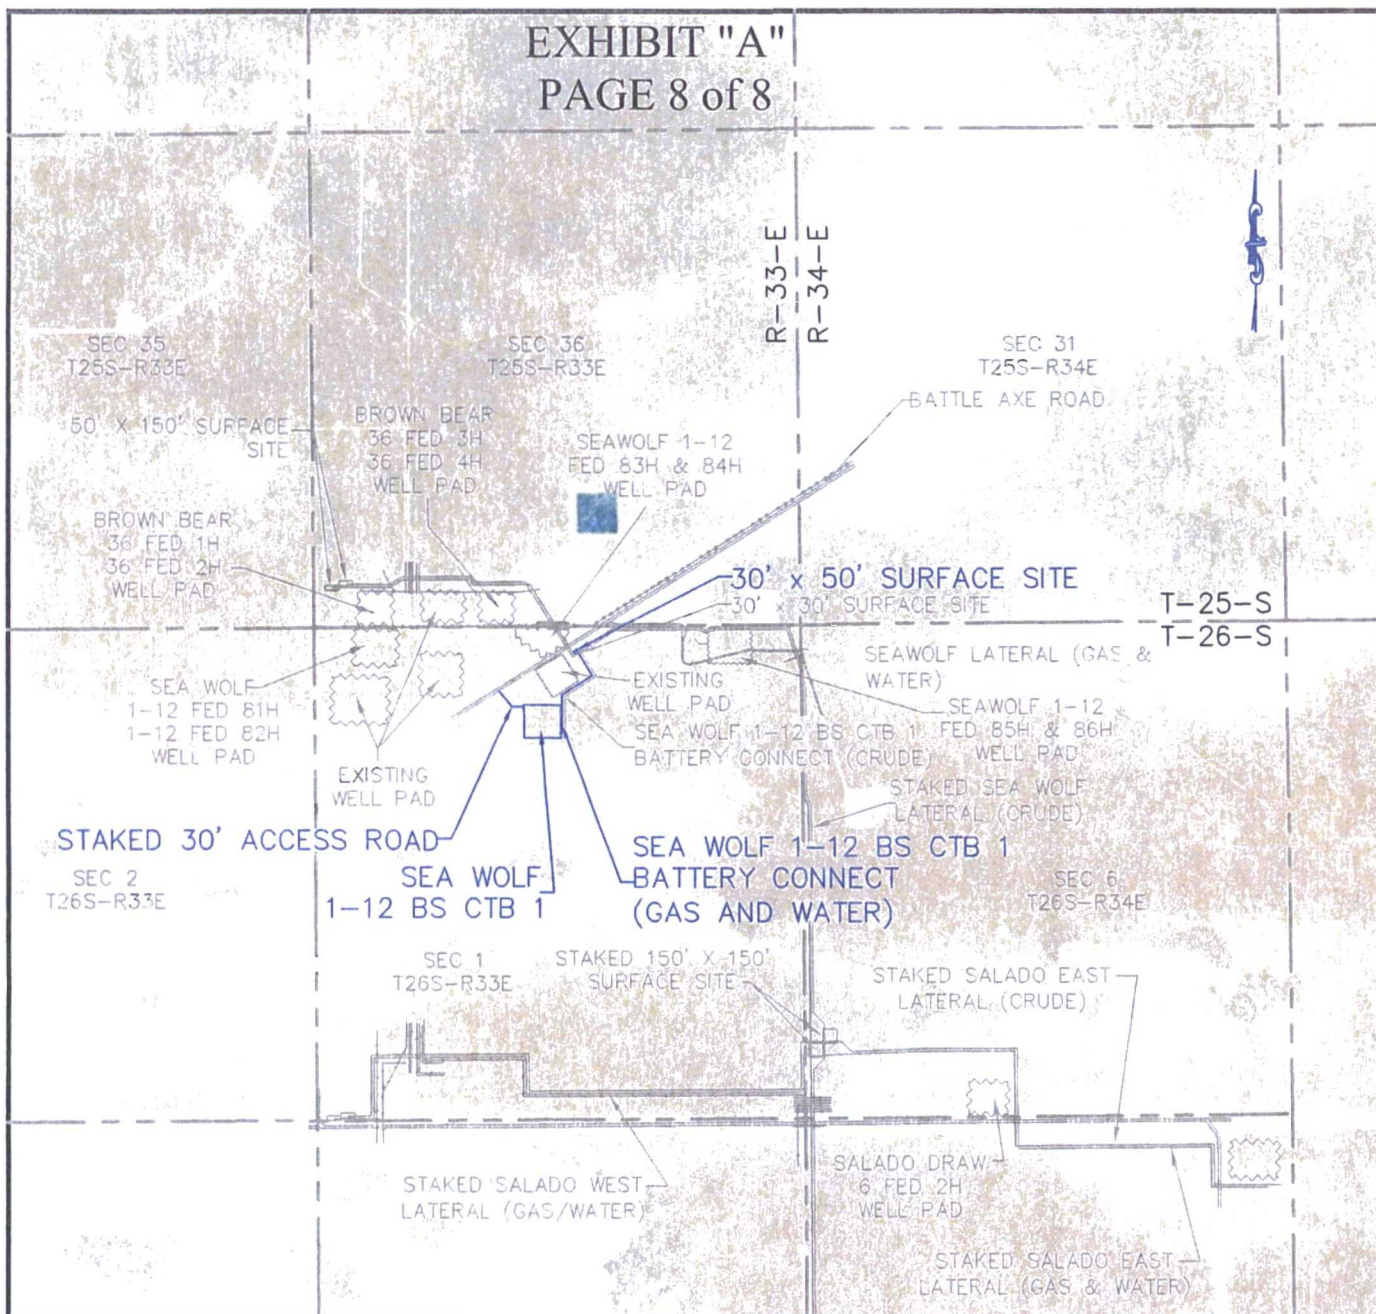 EXHIBIT "A"
PAGE 8 of 8
R-33-E
R-34-E
SEC 35
T25S-R33E
SEC 36
T25S-R33E
SEC 31
T25S-R34E
BATTLE AXE ROAD
50' X 150' SURFACE
SITE
BROWN BEAR
36 FED 3H
36 FED 4H
WELL PAD
SEAWOLF 1-12
FED 83H & 84H
WELL PAD
BROWN BEAR
36 FED 1H
36 FED 2H
WELL PAD
30' x 50' SURFACE SITE
30' x 30' SURFACE SITE
T-25-S
T-26-S
SEAWOLF LATERAL (GAS &
WATER)
SEA WOLF
1-12 FED 81H
1-12 FED 82H
WELL PAD
EXISTING
WELL PAD
SEAWOLF 1-12
FED 85H & 86H
WELL PAD
SEA WOLF 1-12 BS CTB 1
BATTERY CONNECT (CRUDE)
EXISTING
WELL PAD
STAKED SEA WOLF
LATERAL (CRUDE)
STAKED 30' ACCESS ROAD
SEA WOLF
1-12 BS CTB 1
SEA WOLF 1-12 BS CTB 1
BATTERY CONNECT
(GAS AND WATER)
SEC 2
T26S-R33E
SEC 6
T26S-R34E
SEC 1
T26S-R33E
STAKED 150' X 150'
SURFACE SITE
STAKED SALADO EAST
LATERAL (CRUDE)
STAKED SALADO WEST
LATERAL (GAS/WATER)
SALADO DRAW
6 FED 2H
WELL PAD
STAKED SALADO EAST
LATERAL (GAS & WATER)